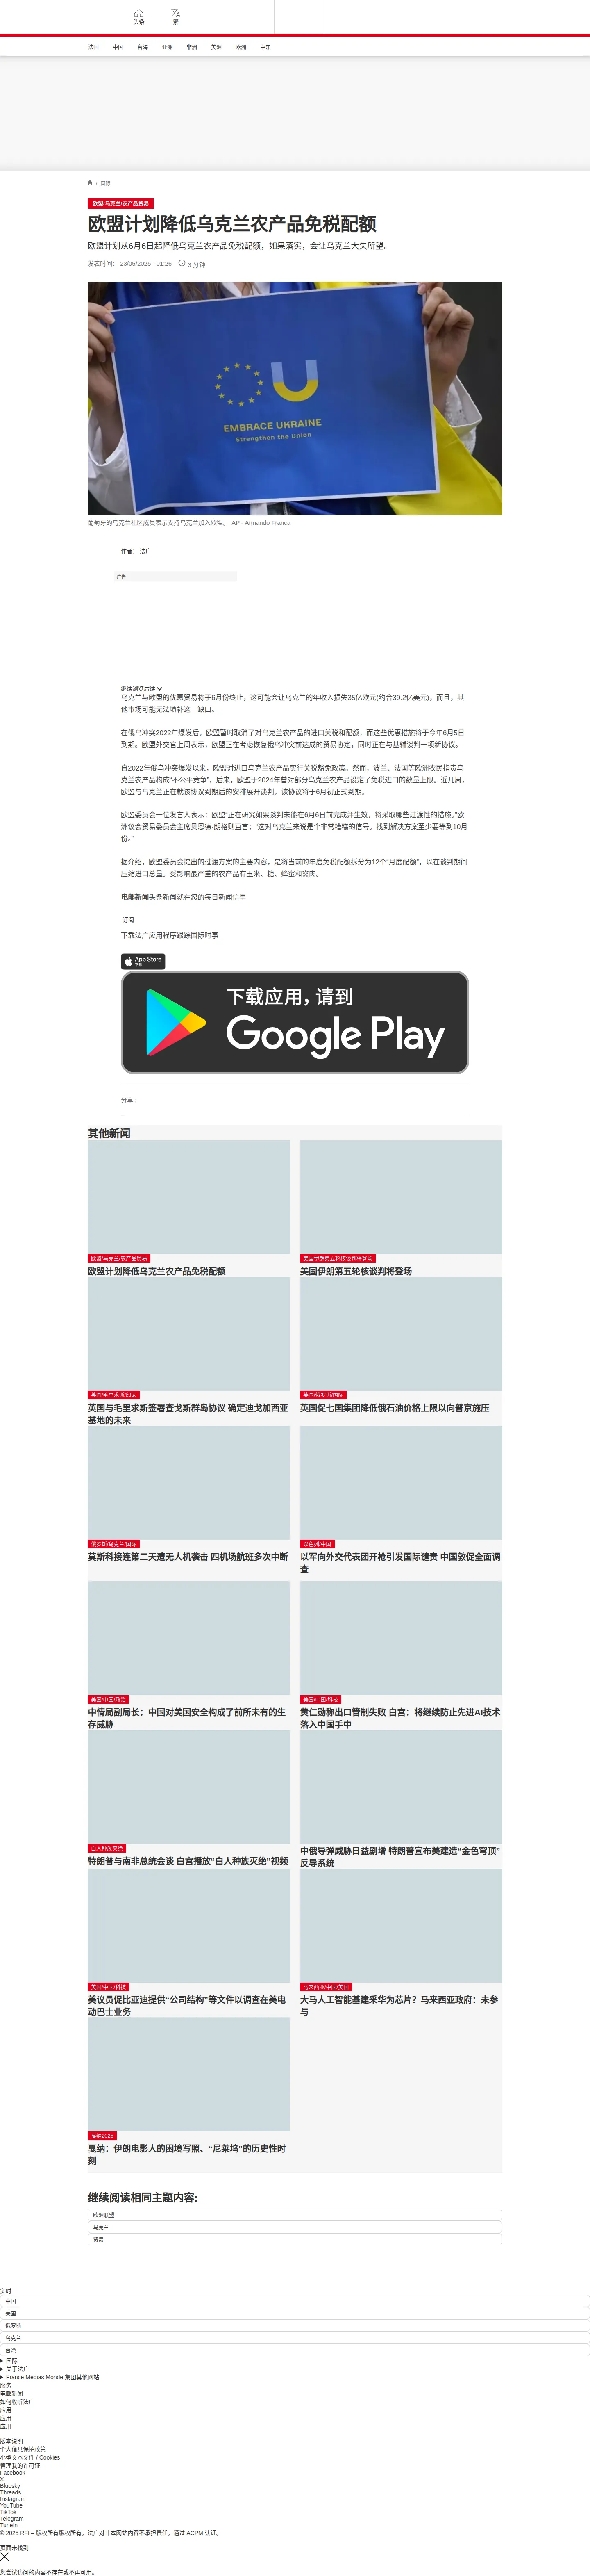 头条
繁
法国
中国
台海
亚洲
非洲
美洲
欧洲
中东
/ 国际
欧盟/乌克兰/农产品贸易
欧盟计划降低乌克兰农产品免税配额
欧盟计划从6月6日起降低乌克兰农产品免税配额，如果落实，会让乌克兰大失所望。
发表时间： 23/05/2025 - 01:26
3 分钟
EMBRACE UKRAINE
Strengthen the Union
葡萄牙的乌克兰社区成员表示支持乌克兰加入欧盟。 AP - Armando Franca
作者： 法广
广告
继续浏览后续
乌克兰与欧盟的优惠贸易将于6月份终止，这可能会让乌克兰的年收入损失35亿欧元(约合39.2亿美元)，而且，其
他市场可能无法填补这一缺口。
在俄乌冲突2022年爆发后，欧盟暂时取消了对乌克兰农产品的进口关税和配额，而这些优惠措施将于今年6月5日
到期。欧盟外交官上周表示，欧盟正在考虑恢复俄乌冲突前达成的贸易协定，同时正在与基辅谈判一项新协议。
自2022年俄乌冲突爆发以来，欧盟对进口乌克兰农产品实行关税豁免政策。然而，波兰、法国等欧洲农民指责乌
克兰农产品构成“不公平竞争”，后来，欧盟于2024年曾对部分乌克兰农产品设定了免税进口的数量上限。近几周，
欧盟与乌克兰正在就该协议到期后的安排展开谈判，该协议将于6月初正式到期。
欧盟委员会一位发言人表示：欧盟“正在研究如果谈判未能在6月6日前完成并生效，将采取哪些过渡性的措施。”欧
洲议会贸易委员会主席贝恩德·朗格则直言：“这对乌克兰来说是个非常糟糕的信号。找到解决方案至少要等到10月
份。”
据介绍，欧盟委员会提出的过渡方案的主要内容，是将当前的年度免税配额拆分为12个“月度配额”，以在谈判期间
压缩进口总量。受影响最严重的农产品有玉米、糖、蜂蜜和禽肉。
电邮新闻头条新闻就在您的每日新闻信里
订阅
下载法广应用程序跟踪国际时事
App Store
下载
下载应用，请到
Google Play
分享 :
其他新闻
欧盟/乌克兰/农产品贸易
欧盟计划降低乌克兰农产品免税配额
美国伊朗第五轮核谈判将登场
美国伊朗第五轮核谈判将登场
英国/毛里求斯/印太
英国与毛里求斯签署查戈斯群岛协议 确定迪戈加西亚
基地的未来
英国/俄罗斯/国际
英国促七国集团降低俄石油价格上限以向普京施压
俄罗斯/乌克兰/国际
莫斯科接连第二天遭无人机袭击 四机场航班多次中断
以色列/中国
以军向外交代表团开枪引发国际谴责 中国敦促全面调
查
美国/中国/政治
中情局副局长：中国对美国安全构成了前所未有的生
存威胁
美国/中国/科技
黄仁勋称出口管制失败 白宫：将继续防止先进AI技术
落入中国手中
白人种族灭绝
特朗普与南非总统会谈 白宫播放“白人种族灭绝”视频
中俄导弹威胁日益剧增 特朗普宣布美建造“金色穹顶”
反导系统
美国/中国/科技
美议员促比亚迪提供“公司结构”等文件以调查在美电
动巴士业务
马来西亚/中国/美国
大马人工智能基建采华为芯片？马来西亚政府：未参
与
戛纳2025
戛纳：伊朗电影人的困境写照、“尼莱坞”的历史性时
刻
继续阅读相同主题内容:
欧洲联盟
乌克兰
贸易
实时
中国
美国
俄罗斯
乌克兰
台湾
国际
关于法广
France Médias Monde 集团其他网站
服务
电邮新闻
如何收听法广
应用
应用
应用
版本说明
个人信息保护政策
小型文本文件 / Cookies
管理我的许可证
Facebook
X
Bluesky
Threads
Instagram
YouTube
TikTok
Telegram
TuneIn
© 2025 RFI – 版权所有版权所有。法广对非本网站内容不承担责任。通过 ACPM 认证。
页面未找到
您尝试访问的内容不存在或不再可用。